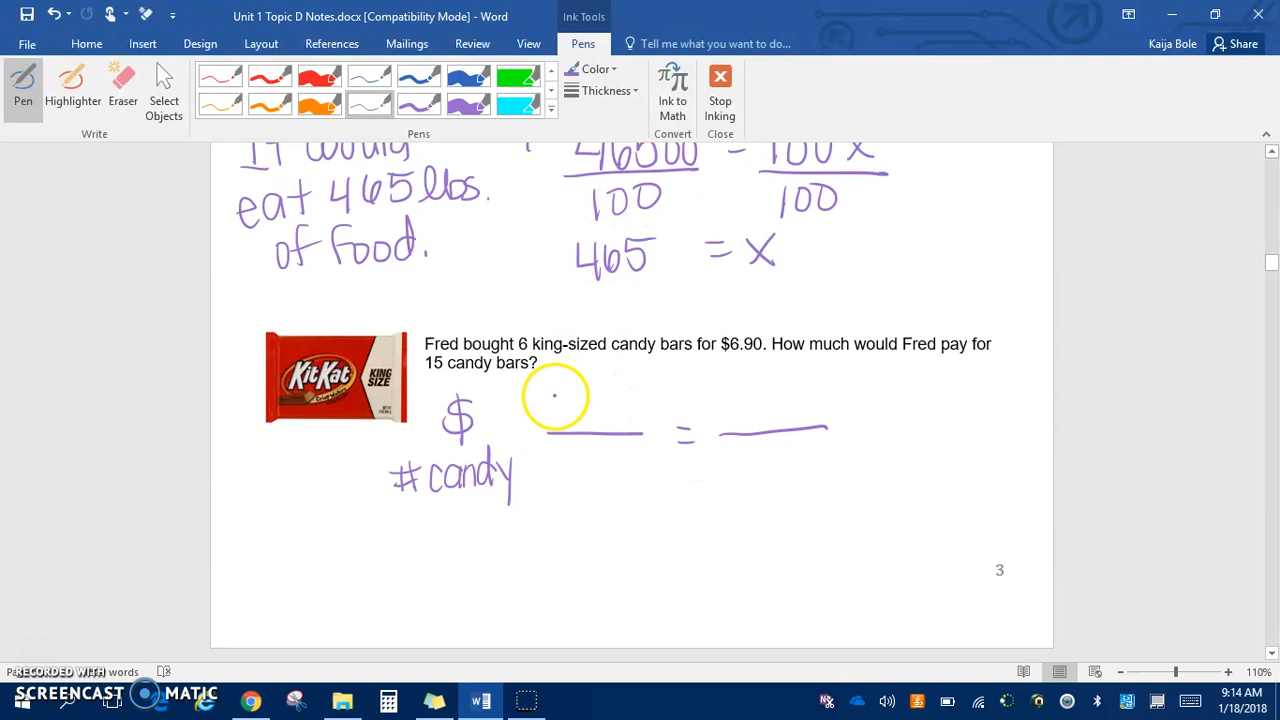 Unit 1 Topic D Notes.docx [Compatibility Mode] - Word
Ink Tools
File Home Insert Design Layout References Mailings Review View Pens Tell me what you want to do... Kaija Bole Share
Pen Highlighter Eraser Select Objects
Color
Thickness
Ink to Math Stop Inking
Write Pens Convert Close
It would 46500 = 100x
eat 465 lbs. 100 100
of food. 465 = x
KitKat KING SIZE
Fred bought 6 king-sized candy bars for $6.90. How much would Fred pay for
15 candy bars?
$
=
#candy
3
RECORDED WITH words 110%
SCREENCAST MATIC
9:14 AM
1/18/2018